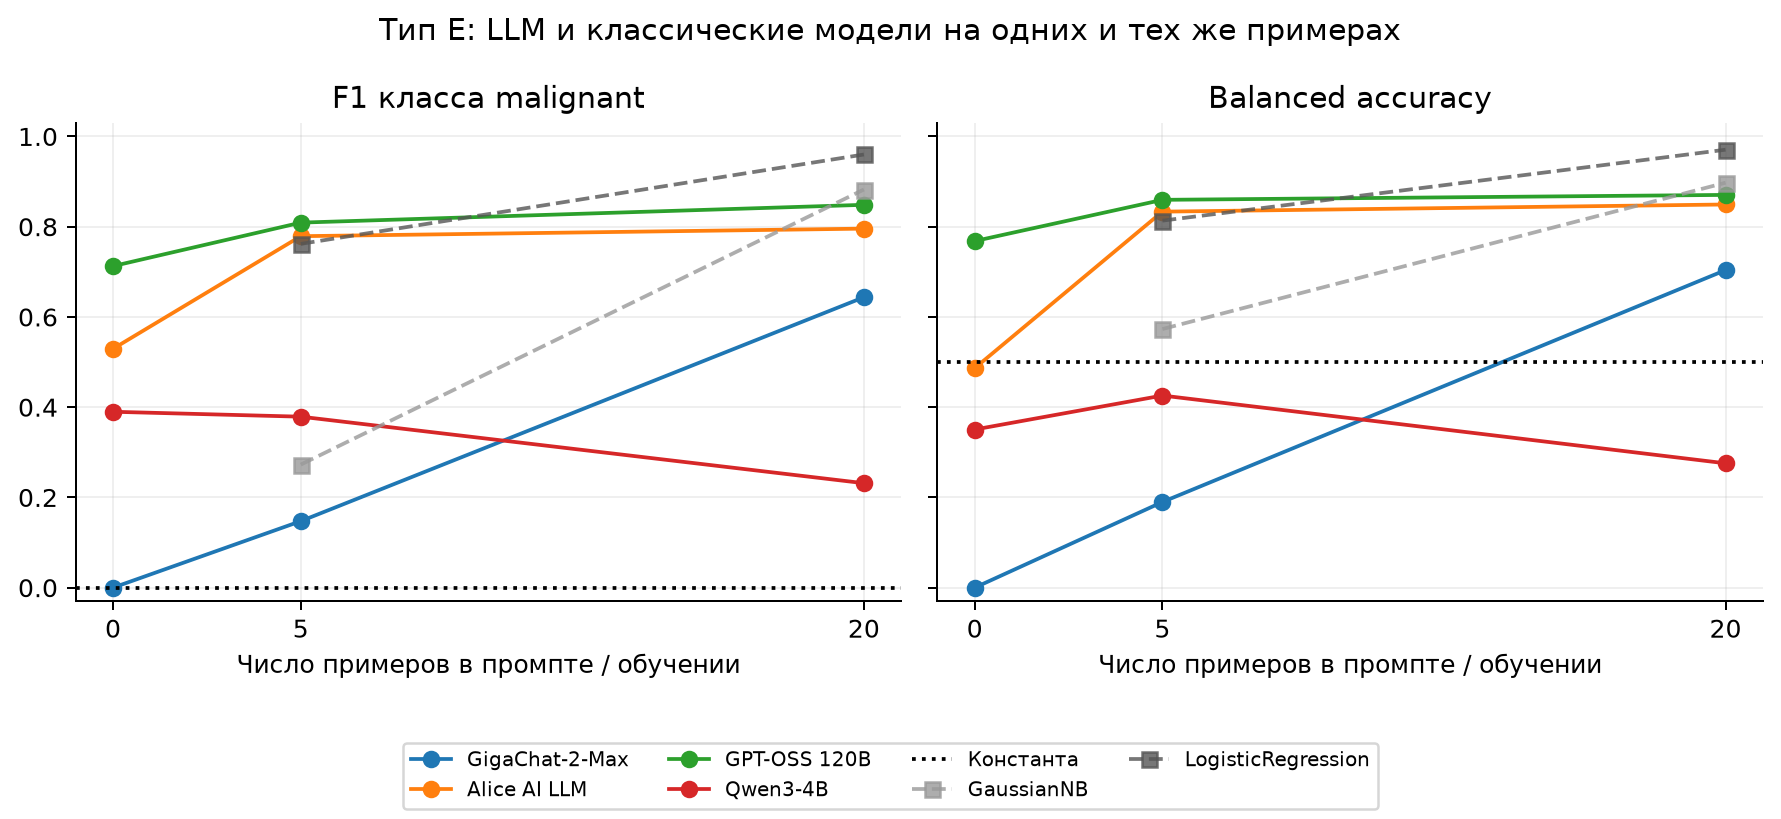 Тип E: LLM и классические модели на одних и тех же примерах
F1 класса malignant
Balanced accuracy
1.0
0.8
0.6
0.4
0.2
0.0
0 5 20
0 5 20
Число примеров в промпте / обучении
Число примеров в промпте / обучении
GigaChat-2-Max
Alice AI LLM
GPT-OSS 120B
Qwen3-4B
Константа
GaussianNB
LogisticRegression